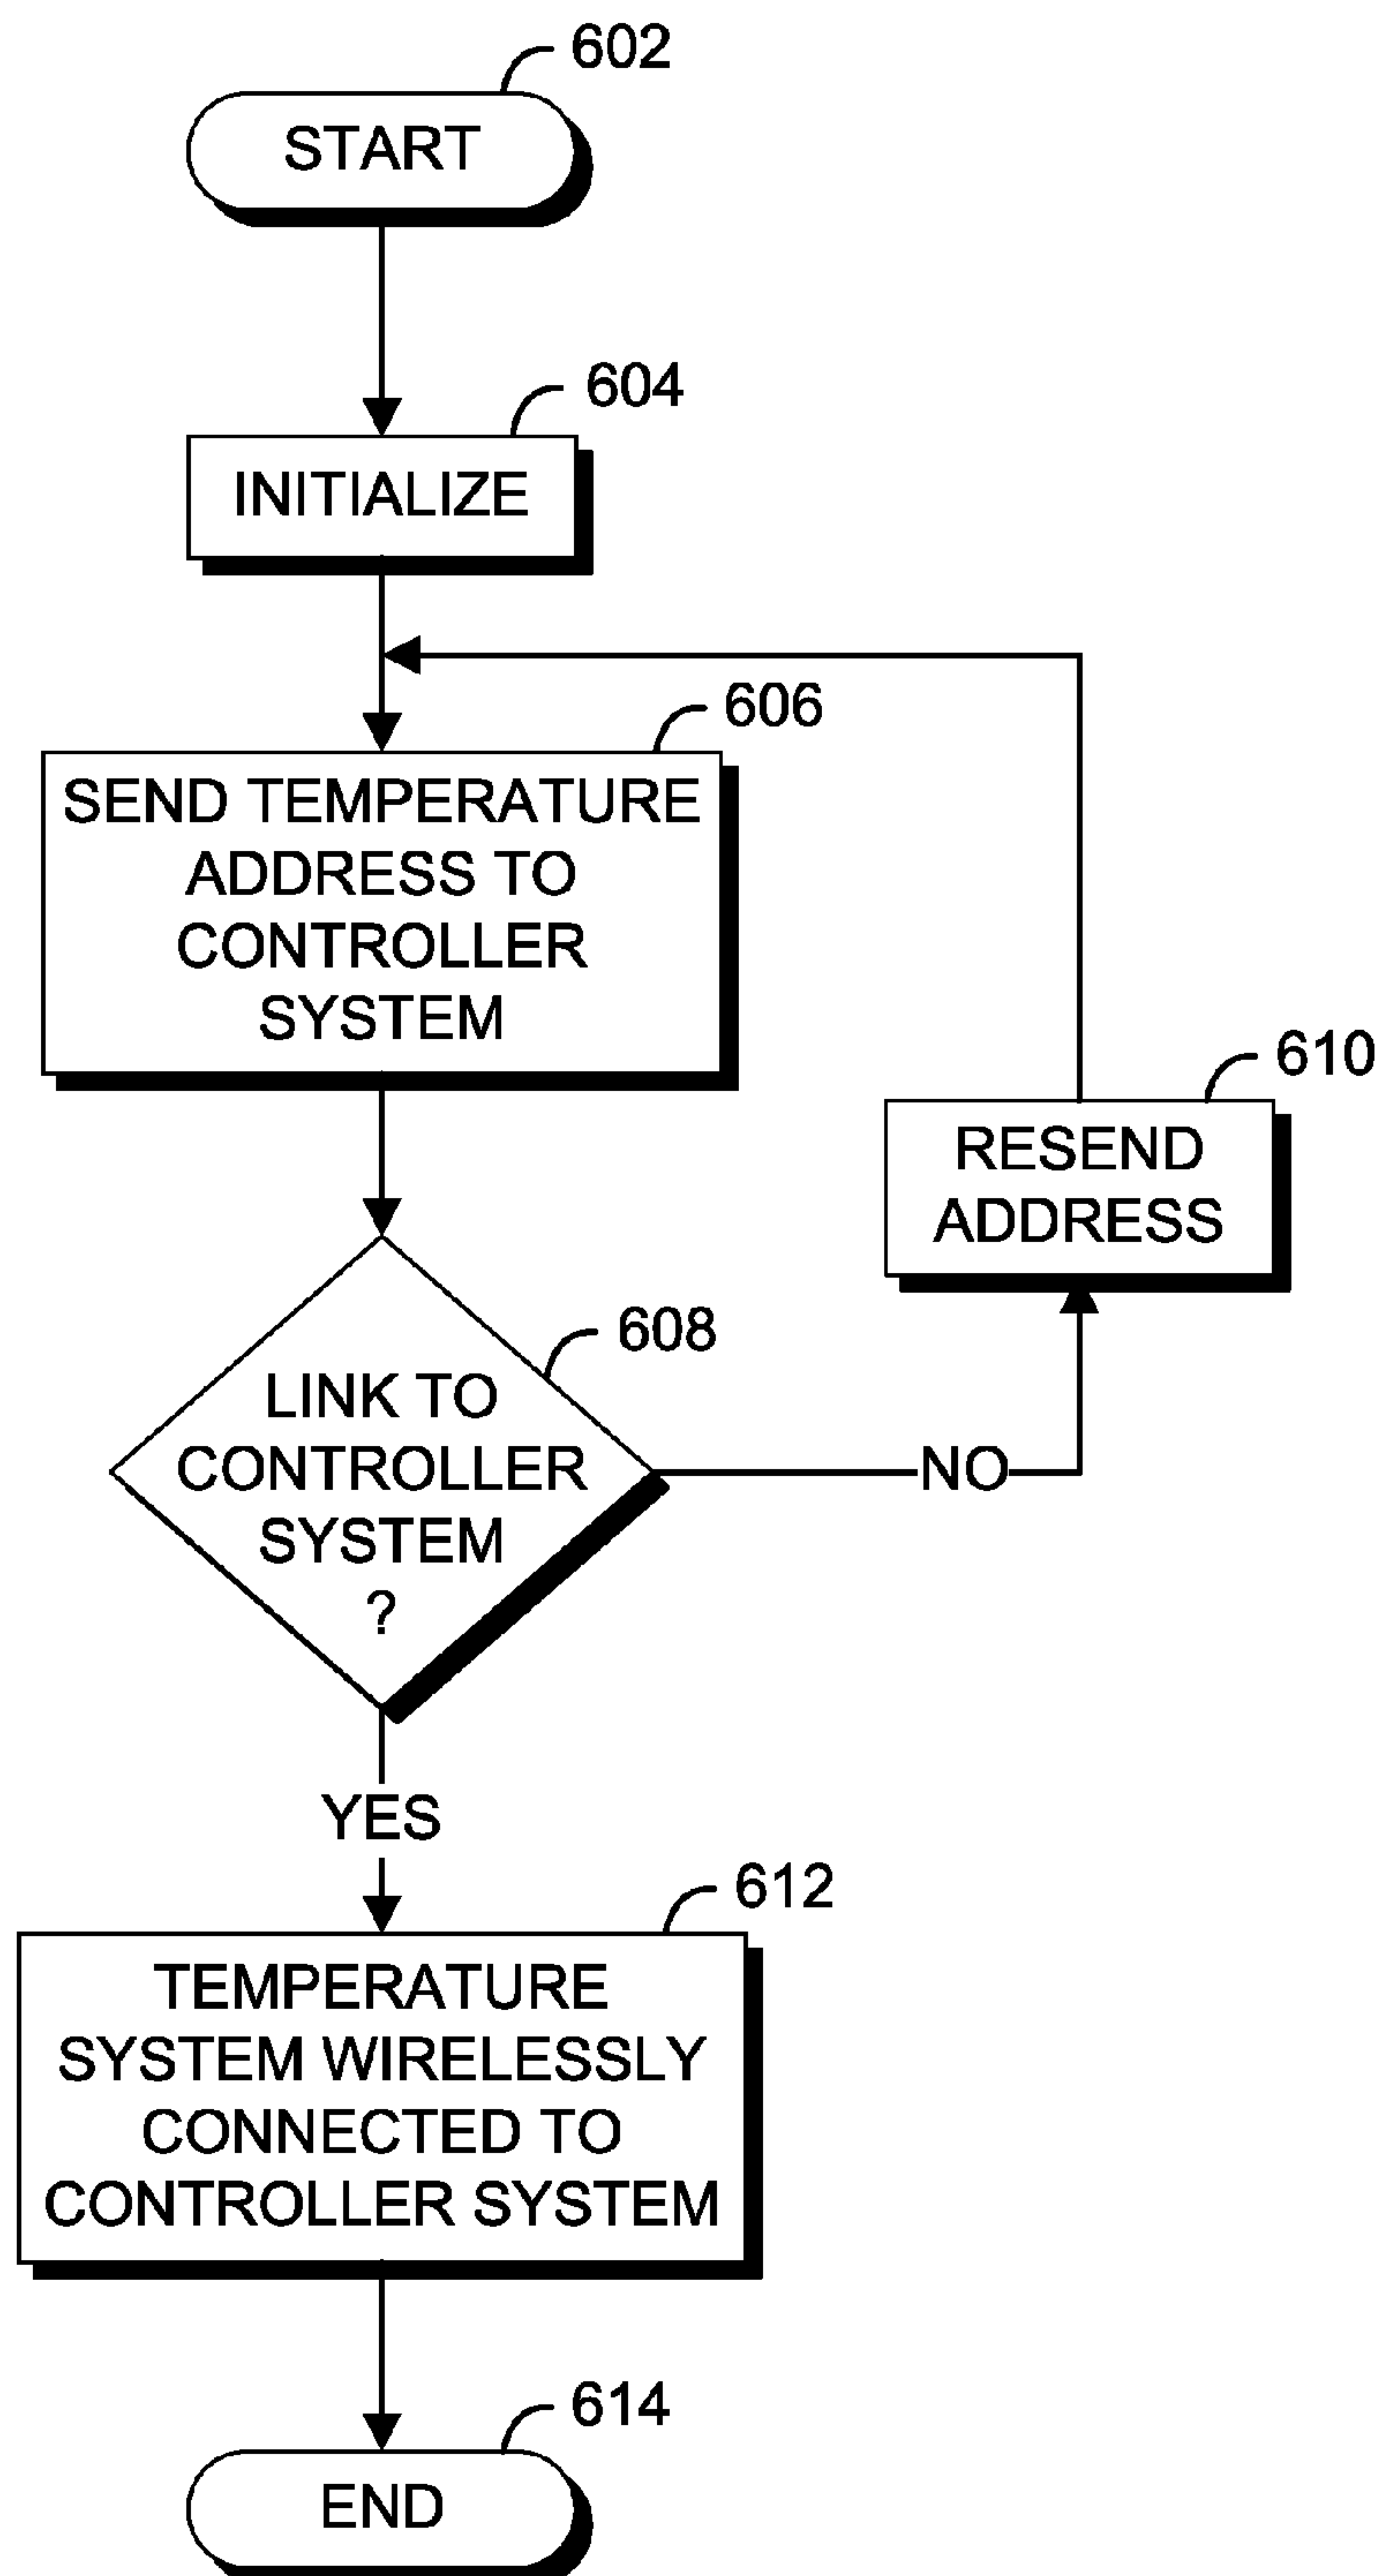 602
START
604
INITIALIZE
606
SEND TEMPERATURE
ADDRESS TO
CONTROLLER
SYSTEM
610
RESEND
ADDRESS
608
LINK TO
CONTROLLER
SYSTEM
?
NO
YES
612
TEMPERATURE
SYSTEM WIRELESSLY
CONNECTED TO
CONTROLLER SYSTEM
614
END